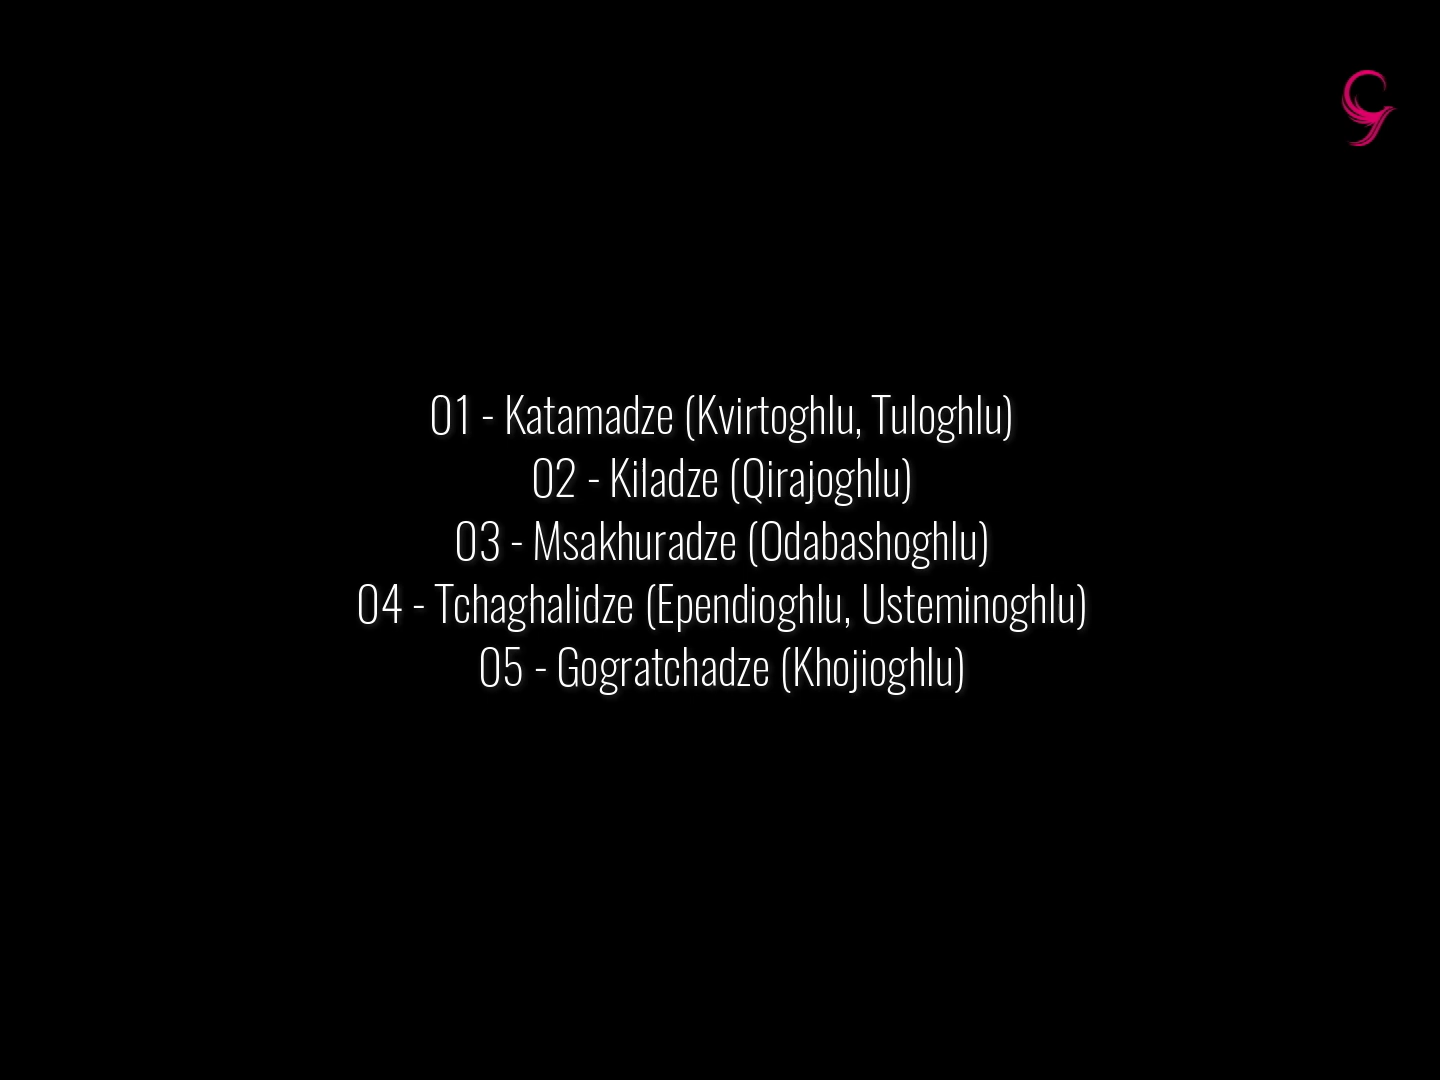 01 - Katamadze (Kvirtoghlu, Tuloghlu)
02 - Kiladze (Qirajoghlu)
03 - Msakhuradze (Odabashoghlu)
04 - Tchaghalidze (Ependioghlu, Usteminoghlu)
05 - Gogratchadze (Khojioghlu)